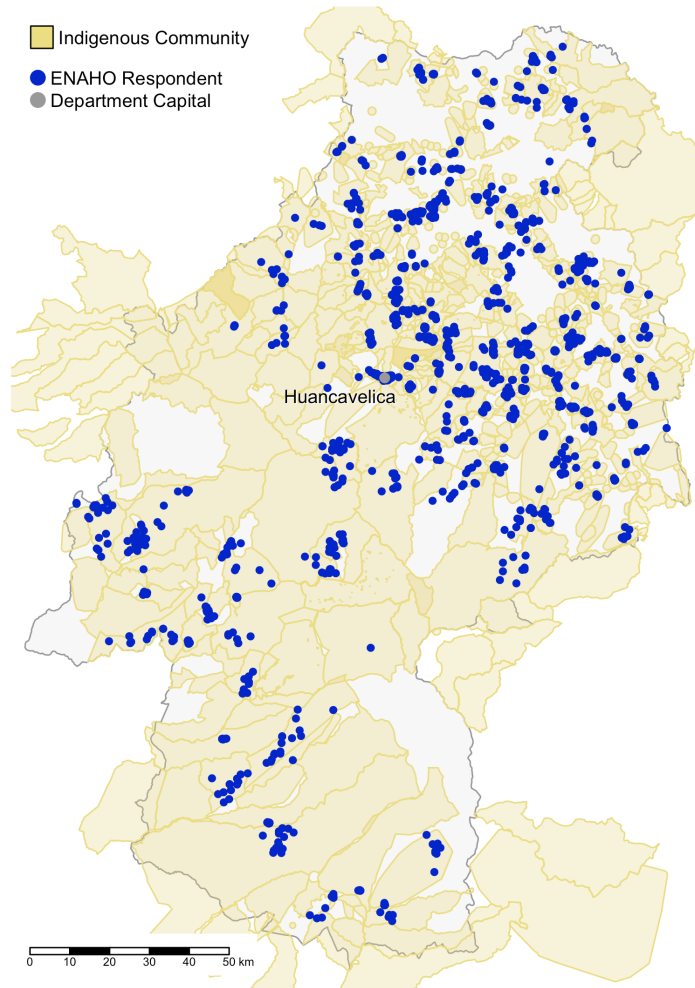 Indigenous Community
ENAHO Respondent
Department Capital
Huancavelica
0 10 20 30 40 50 km